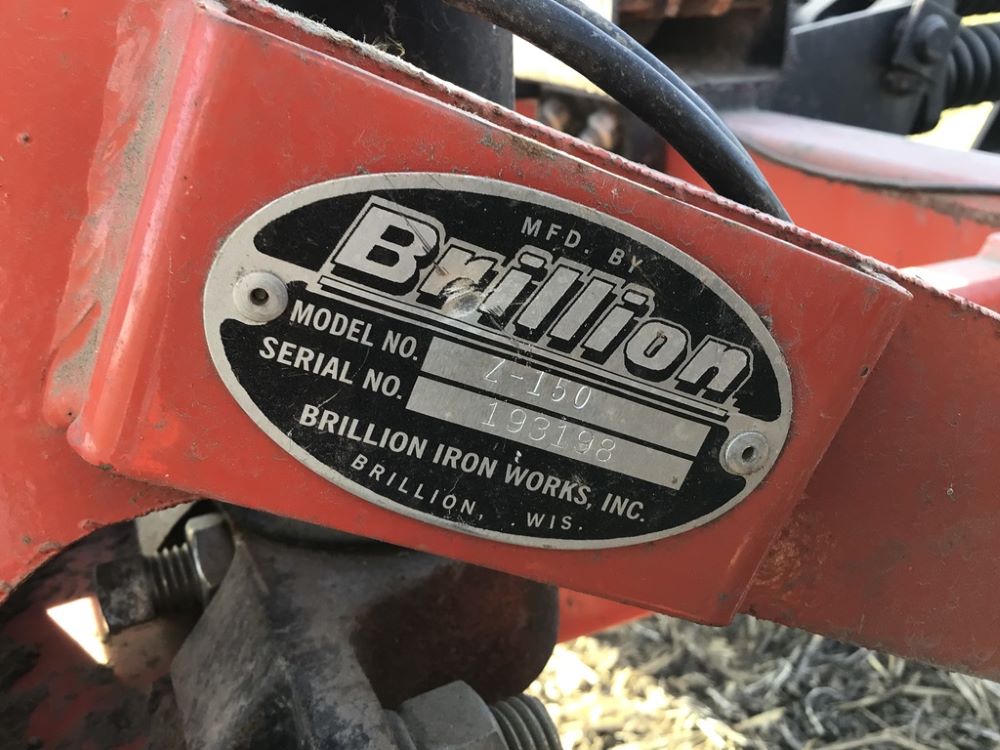 MFD. BY
Brillion
MODEL NO. Z-150
SERIAL NO. 193198
BRILLION IRON WORKS, INC.
BRILLION, WIS.